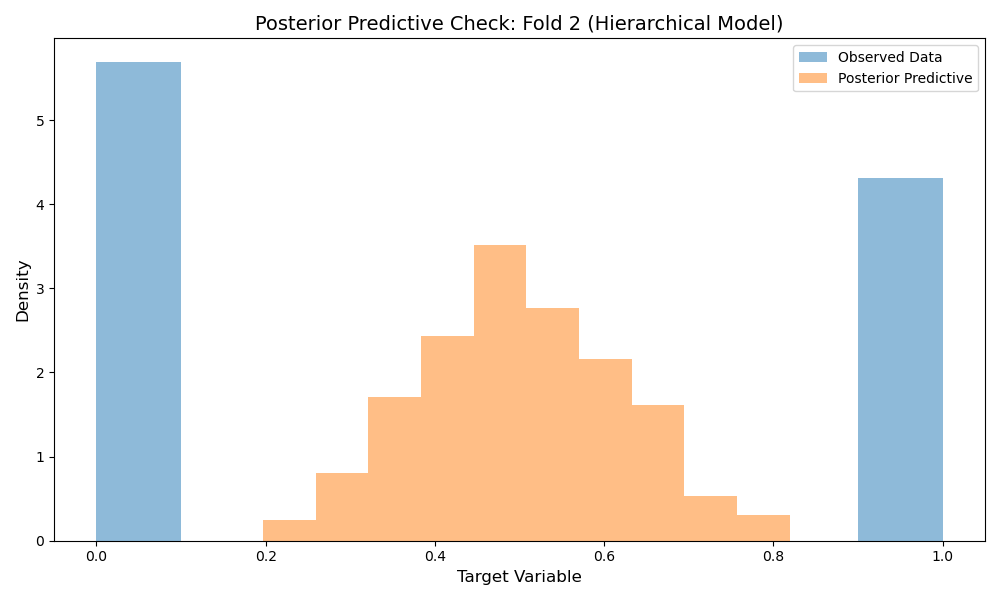 Posterior Predictive Check: Fold 2 (Hierarchical Model)
Observed Data
Posterior Predictive
Density
5
4
3
2
1
0
0.0 0.2 0.4 0.6 0.8 1.0
Target Variable